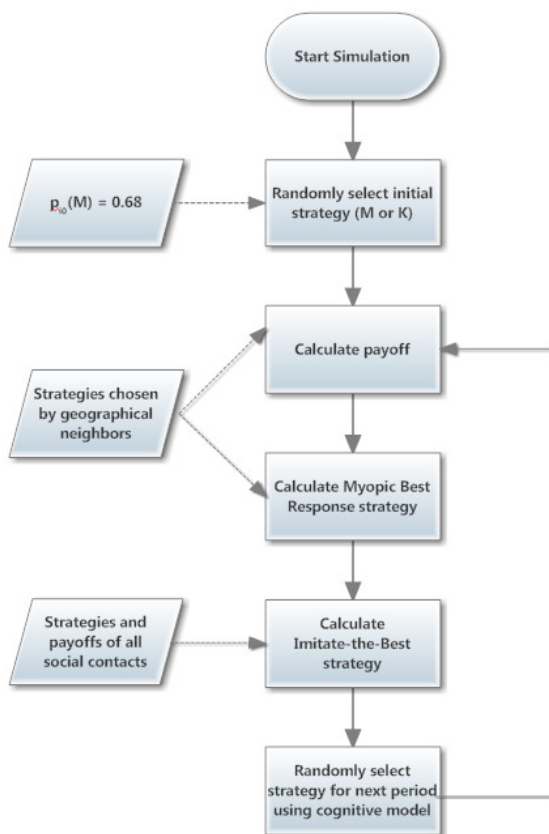 Start Simulation
p_i0(M) = 0.68
Randomly select initial
strategy (M or K)
Calculate payoff
Strategies chosen
by geographical
neighbors
Calculate Myopic Best
Response strategy
Strategies and
payoffs of all
social contacts
Calculate
Imitate-the-Best
strategy
Randomly select
strategy for next period
using cognitive model